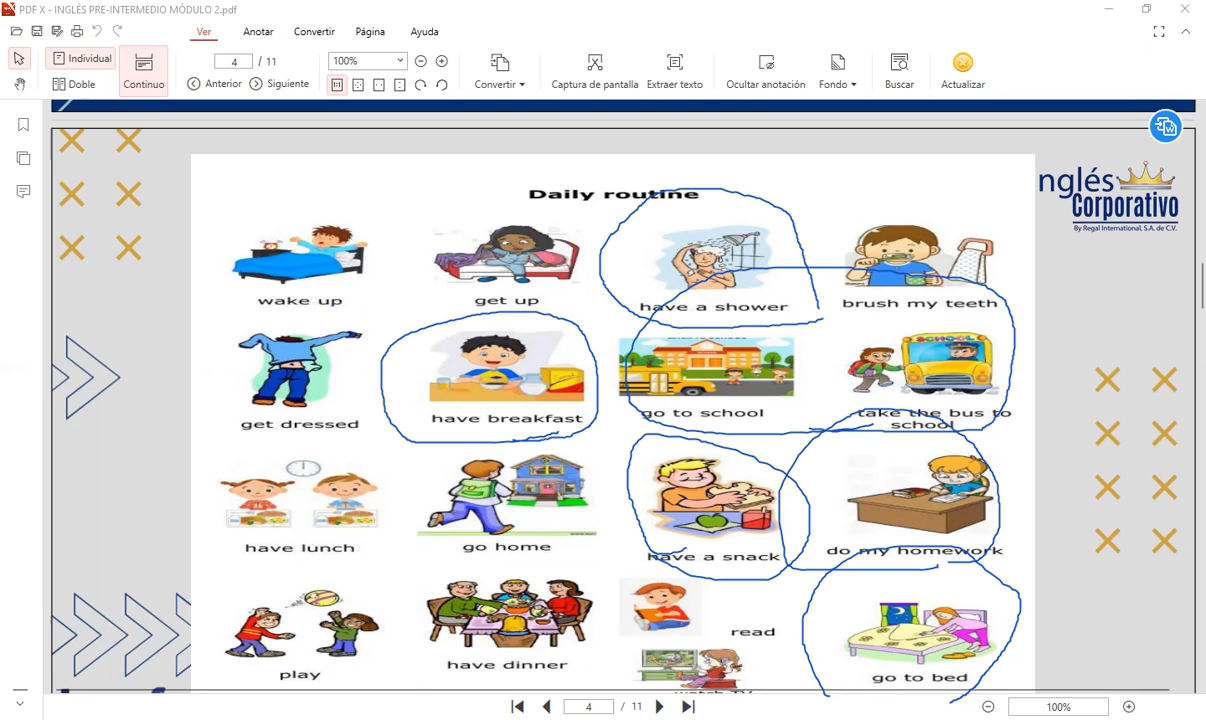 PDF X - INGLÉS PRE-INTERMEDIO MÓDULO 2.pdf
Ver Anotar Convertir Página Ayuda
Individual
Doble
Continuo
4 / 11
Anterior Siguiente
100%
Convertir
Captura de pantalla
Extraer texto
Ocultar anotación
Fondo
Buscar
Actualizar
nglés
Corporativo
By Regal International, S.A. de C.V.
Daily routine
wake up
get up
have a shower
brush my teeth
get dressed
have breakfast
go to school
SCHOOL
take the bus to
school
have lunch
go home
have a snack
do my homework
play
have dinner
read
watch TV
go to bed
4 / 11
100%